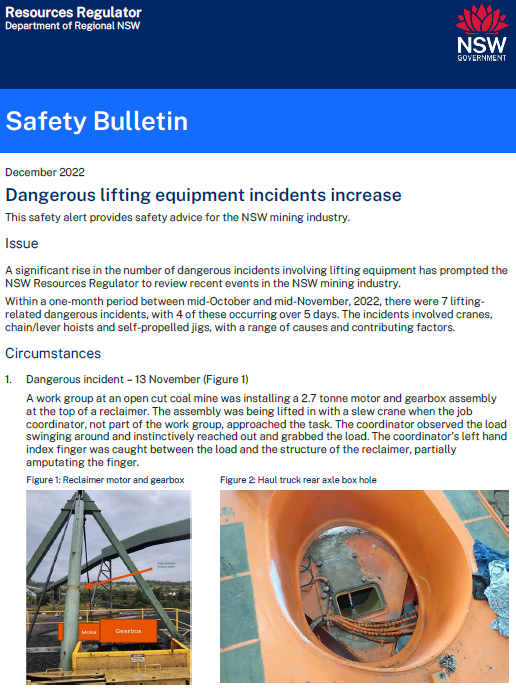 Resources Regulator
Department of Regional NSW
NSW
GOVERNMENT
Safety Bulletin
December 2022
Dangerous lifting equipment incidents increase
This safety alert provides safety advice for the NSW mining industry.
Issue
A significant rise in the number of dangerous incidents involving lifting equipment has prompted the
NSW Resources Regulator to review recent events in the NSW mining industry.
Within a one-month period between mid-October and mid-November, 2022, there were 7 lifting-
related dangerous incidents, with 4 of these occurring over 5 days. The incidents involved cranes,
chain/lever hoists and self-propelled jigs, with a range of causes and contributing factors.
Circumstances
1. Dangerous incident – 13 November (Figure 1)
A work group at an open cut coal mine was installing a 2.7 tonne motor and gearbox assembly
at the top of a reclaimer. The assembly was being lifted in with a slew crane when the job
coordinator, not part of the work group, approached the task. The coordinator observed the load
swinging around and instinctively reached out and grabbed the load. The coordinator's left hand
index finger was caught between the load and the structure of the reclaimer, partially
amputating the finger.
Figure 1: Reclaimer motor and gearbox
Figure 2: Haul truck rear axle box hole
Motor
Gearbox